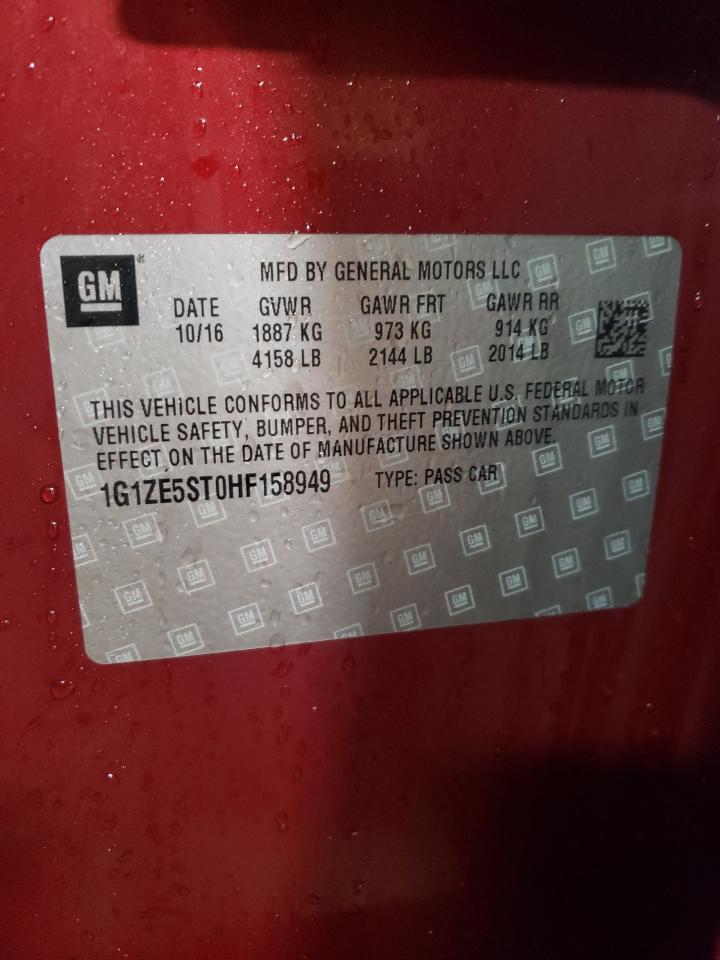 GM®
MFD BY GENERAL MOTORS LLC
DATE GVWR GAWR FRT GAWR RR
10/16 1887 KG 973 KG 914 KG
4158 LB 2144 LB 2014 LB
THIS VEHICLE CONFORMS TO ALL APPLICABLE U.S. FEDERAL MOTOR
VEHICLE SAFETY, BUMPER, AND THEFT PREVENTION STANDARDS IN
EFFECT ON THE DATE OF MANUFACTURE SHOWN ABOVE.
1G1ZE5ST0HF158949 TYPE: PASS CAR